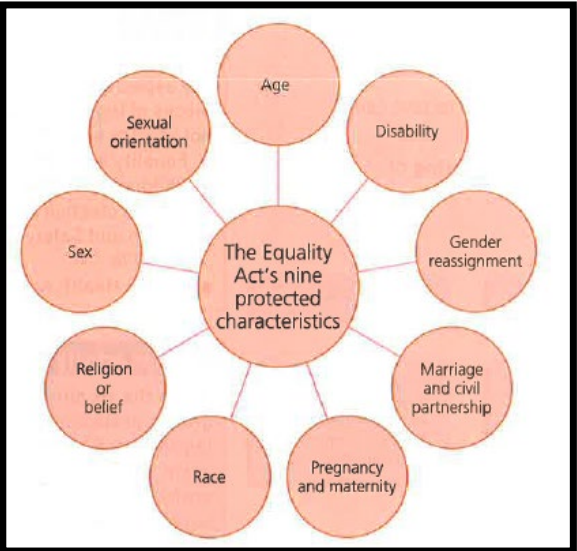 Age
Disability
Gender
reassignment
Marriage
and civil
partnership
Pregnancy
and maternity
Race
Religion
or
belief
Sex
Sexual
orientation
The Equality
Act's nine
protected
characteristics